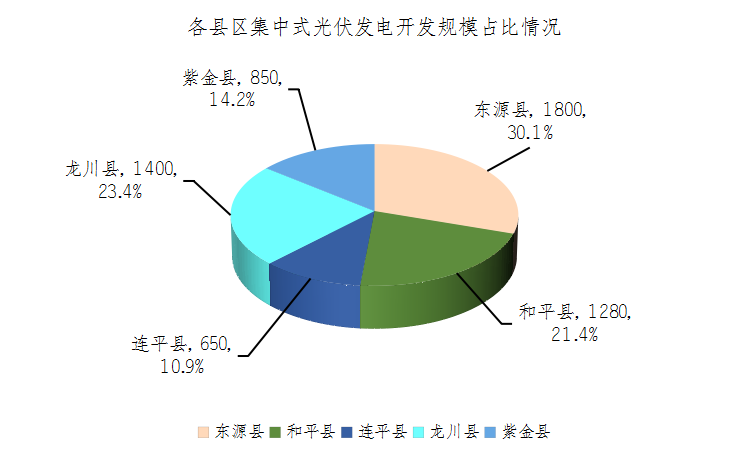 各县区集中式光伏发电开发规模占比情况
紫金县, 850,
14.2%
东源县, 1800,
30.1%
龙川县, 1400,
23.4%
和平县, 1280,
21.4%
连平县, 650,
10.9%
东源县 和平县 连平县 龙川县 紫金县